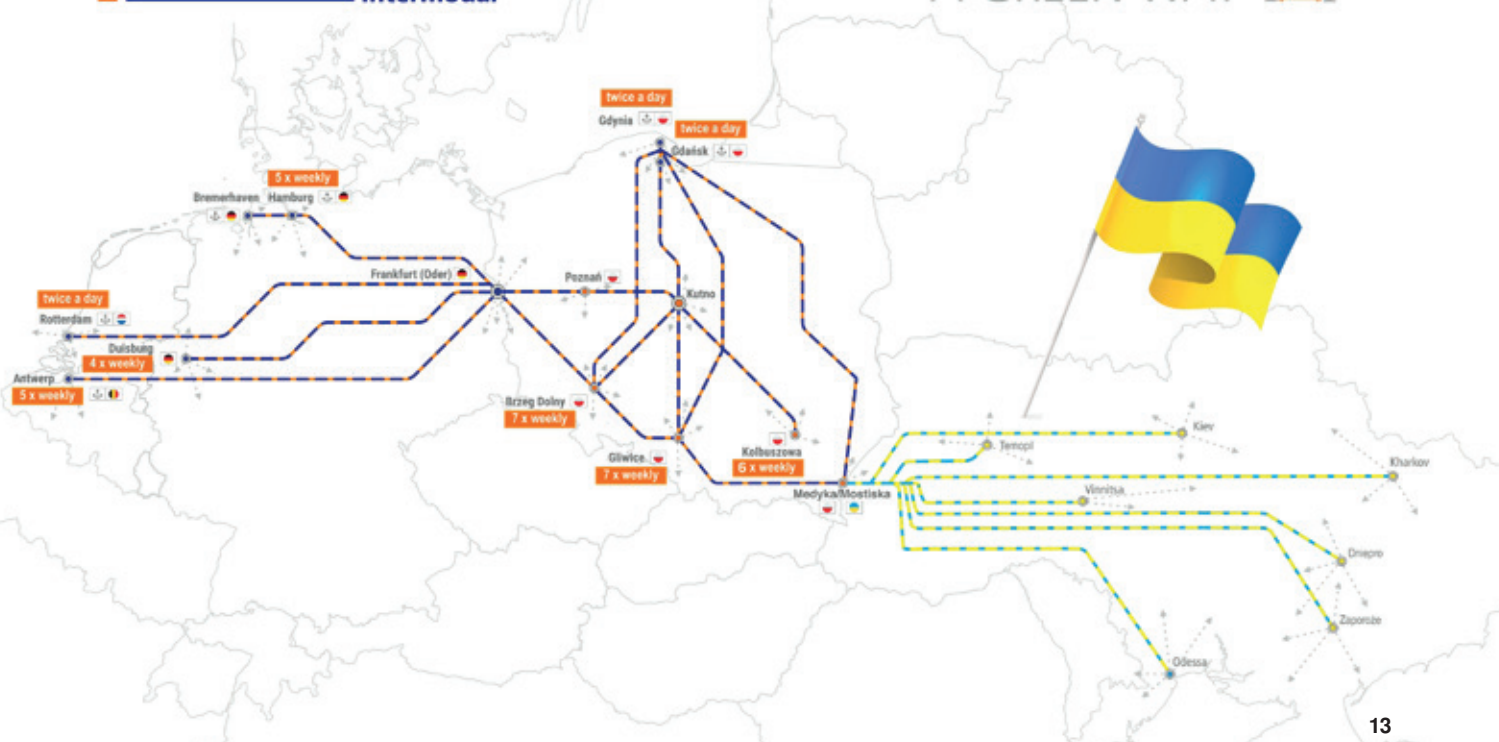 intermodal
twice a day
Gdynia
twice a day
Gdańsk
5 x weekly
Bremerhaven
Hamburg
Frankfurt (Oder)
Poznań
Kutno
twice a day
Rotterdam
Duisburg
4 x weekly
Antwerp
5 x weekly
Brzeg Dolny
7 x weekly
Gliwice
7 x weekly
Kolbuszowa
6 x weekly
Medyka/Mostiska
Ternopl
Kiev
Kharkov
Vinnitsa
Dniepro
Zaporoże
Odessa
13